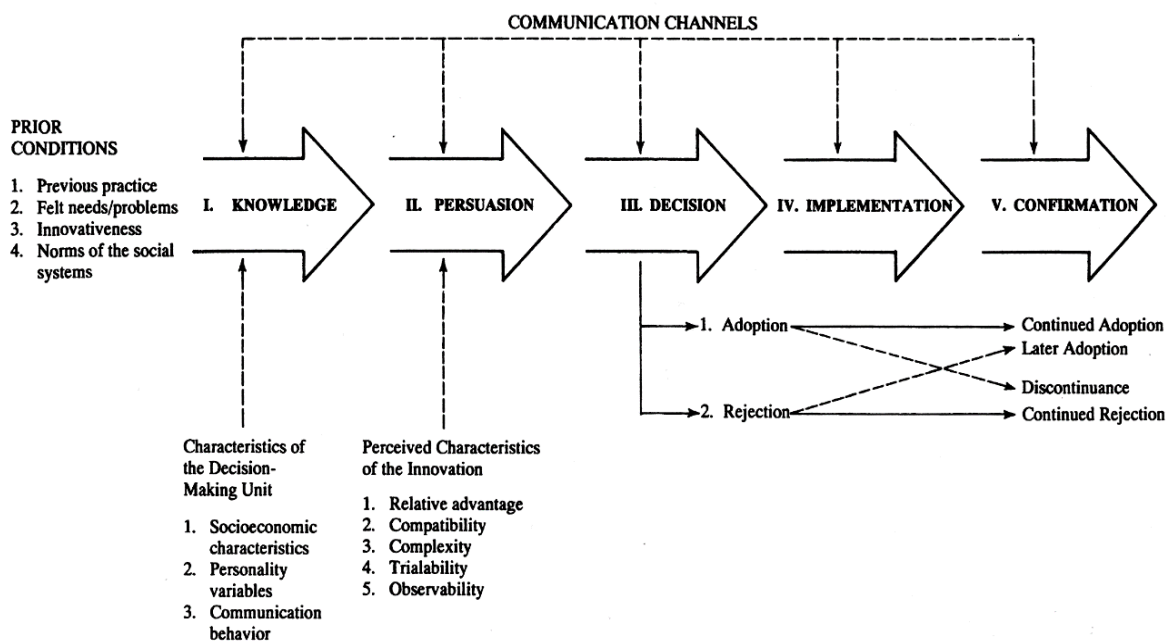 COMMUNICATION CHANNELS
PRIOR
CONDITIONS
1. Previous practice
2. Felt needs/problems
3. Innovativeness
4. Norms of the social
systems
I. KNOWLEDGE
II. PERSUASION
III. DECISION
IV. IMPLEMENTATION
V. CONFIRMATION
1. Adoption
2. Rejection
Continued Adoption
Later Adoption
Discontinuance
Continued Rejection
Characteristics of
the Decision-
Making Unit
1. Socioeconomic
characteristics
2. Personality
variables
3. Communication
behavior
Perceived Characteristics
of the Innovation
1. Relative advantage
2. Compatibility
3. Complexity
4. Trialability
5. Observability